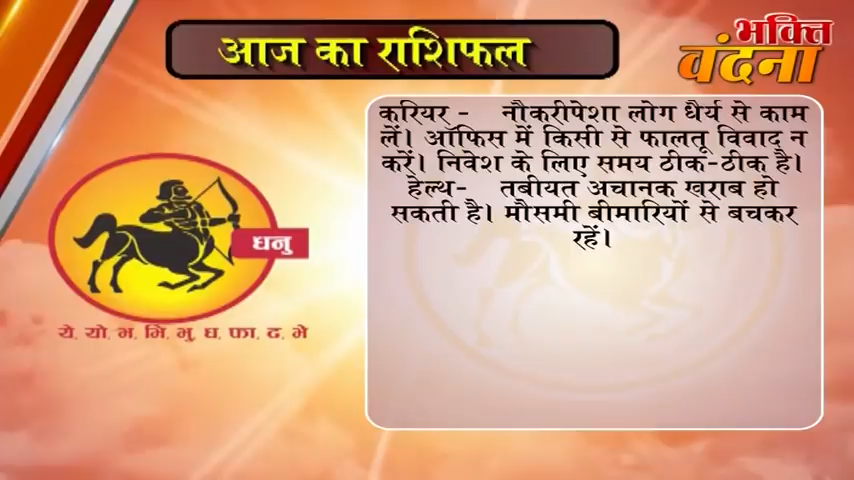 आज का राशिफल
भक्ति
वंदना
करियर - नौकरीपेशा लोग धैर्य से काम
लें। ऑफिस में किसी से फालतू विवाद न
करें। निवेश के लिए समय ठीक-ठीक है।
हेल्थ- तबीयत अचानक खराब हो
सकती है। मौसमी बीमारियों से बचकर
रहें।
धनु
ये, यो, भ, भि, भु, ध, फा, ढ, भे